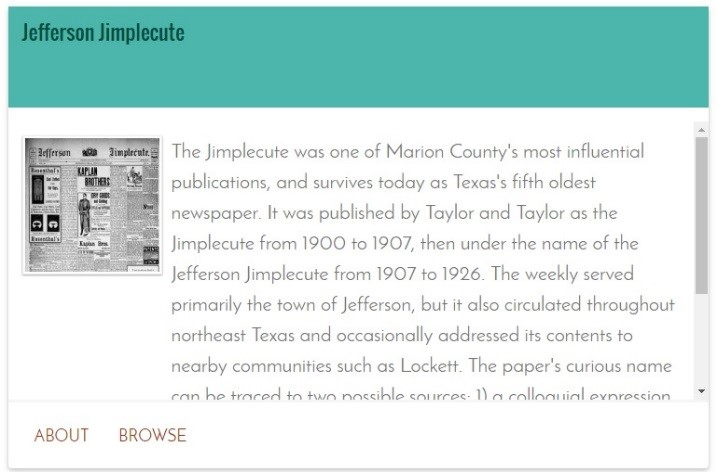 Jefferson Jimplecute
Jefferson Jimplecute.
Rosenthal's
KAPLAN
BROTHERS
Rosenthal's
Kaplan Bros.
The Jimplecute was one of Marion County's most influential
publications, and survives today as Texas's fifth oldest
newspaper. It was published by Taylor and Taylor as the
Jimplecute from 1900 to 1907, then under the name of the
Jefferson Jimplecute from 1907 to 1926. The weekly served
primarily the town of Jefferson, but it also circulated throughout
northeast Texas and occasionally addressed its contents to
nearby communities such as Lockett. The paper's curious name
can be traced to two possible sources: 1) a colloquial expression
ABOUT BROWSE